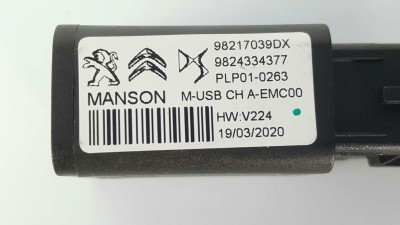 98217039DX
9824334377
PLP01-0263
MANSON M-USB CH A-EMC00
HW:V224
19/03/2020